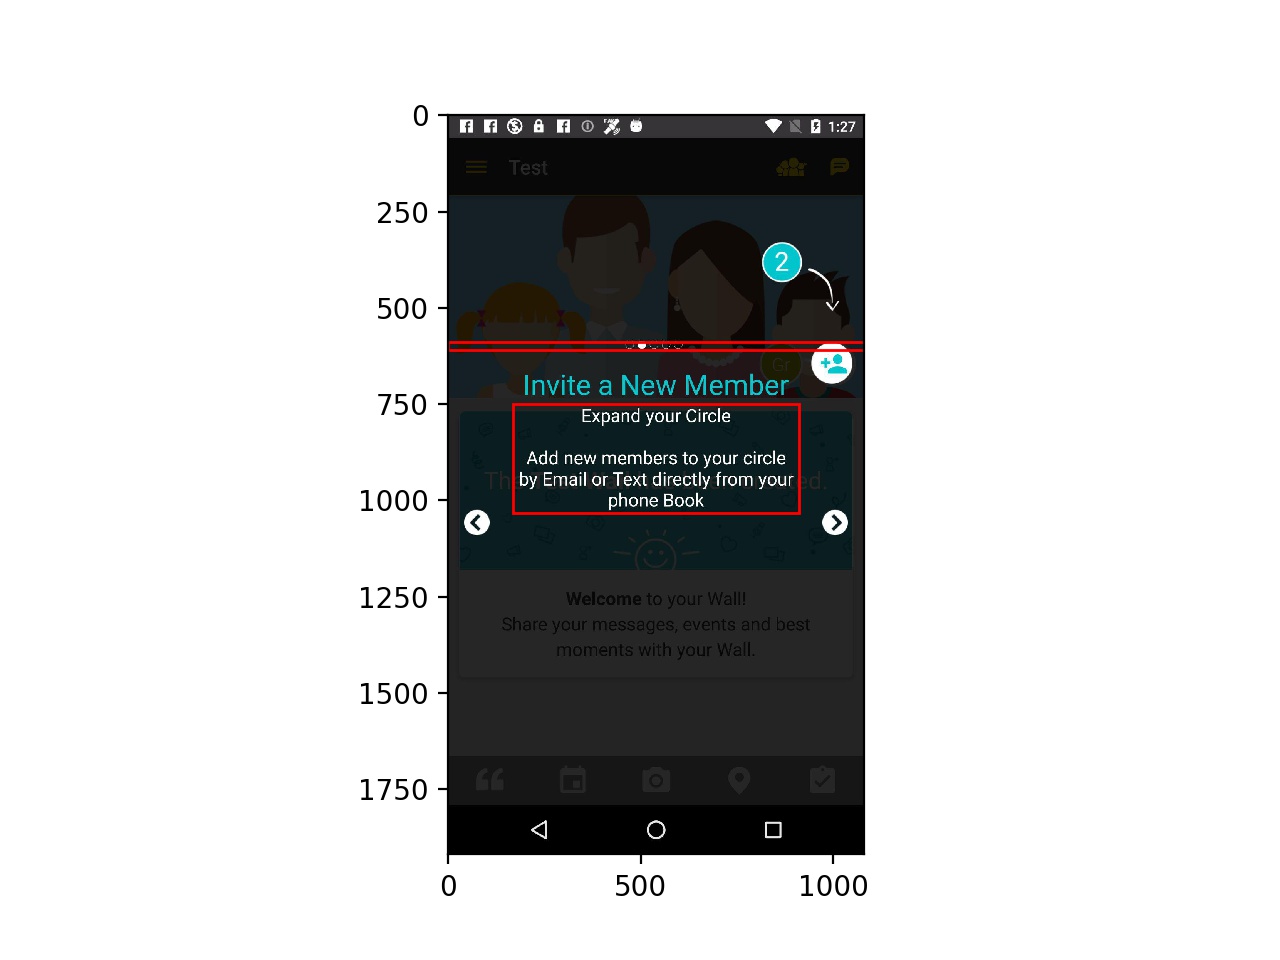 0
250
500
750
1000
1250
1500
1750
1:27
Test
2
Gr
Invite a New Member
Expand your Circle
Add new members to your circle
by Email or Text directly from your
phone Book
Welcome to your Wall!
Share your messages, events and best
moments with your Wall.
0
500
1000